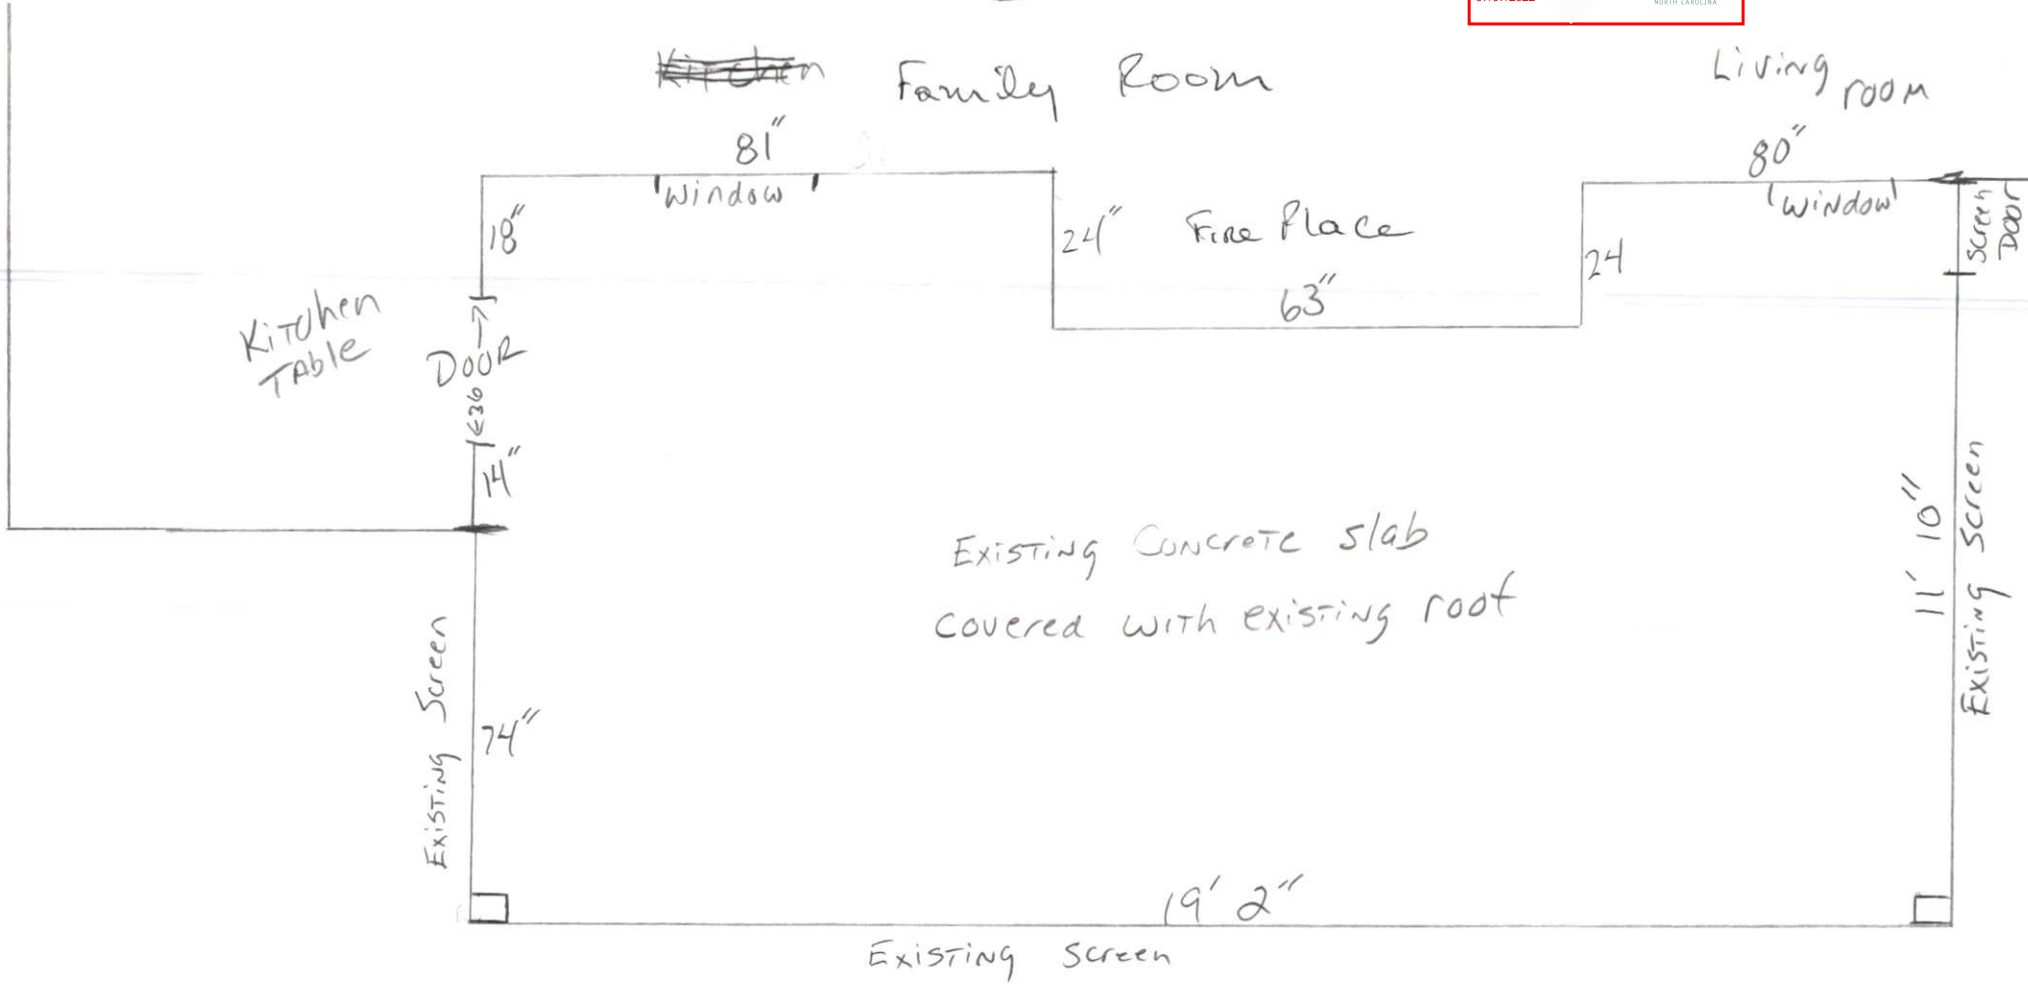 NORTH CAROLINA
Kitchen Family Room
Living
room
81"
80"
Window
Window
18"
24"
Fire Place
24
Screen
Door
63"
Kitchen
Table
Door
36
14"
Existing Concrete slab
covered with existing roof
11' 10"
Existing Screen
Existing Screen
74"
19' 2"
Existing Screen